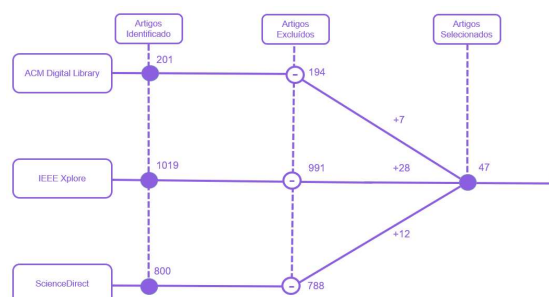 Artigos
Identificado
Artigos
Excluídos
Artigos
Selecionados
ACM Digital Library
201
194
+7
IEEE Xplore
1019
991
+28
47
+12
ScienceDirect
800
788